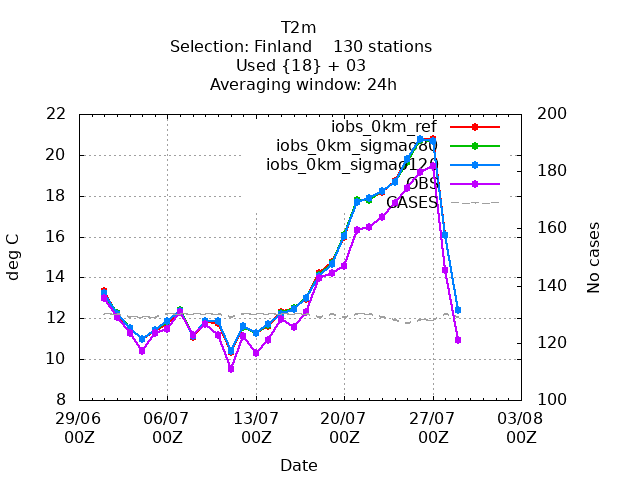 T2m
Selection: Finland    130 stations
Used {18} + 03
Averaging window: 24h
22
20
18
16
14
12
10
8
deg C
200
180
160
140
120
100
No cases
iobs_0km_ref
iobs_0km_sigmao80
iobs_0km_sigmao120
OBS
CASES
29/06 06/07 13/07 20/07 27/07 03/08
00Z 00Z 00Z 00Z 00Z 00Z
Date